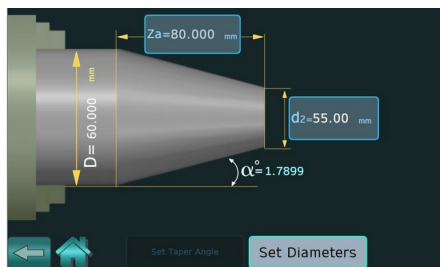 Za=80.000 mm
D= 60.000 mm
d2=55.00 mm
α°=1.7899
Set Taper Angle
Set Diameters